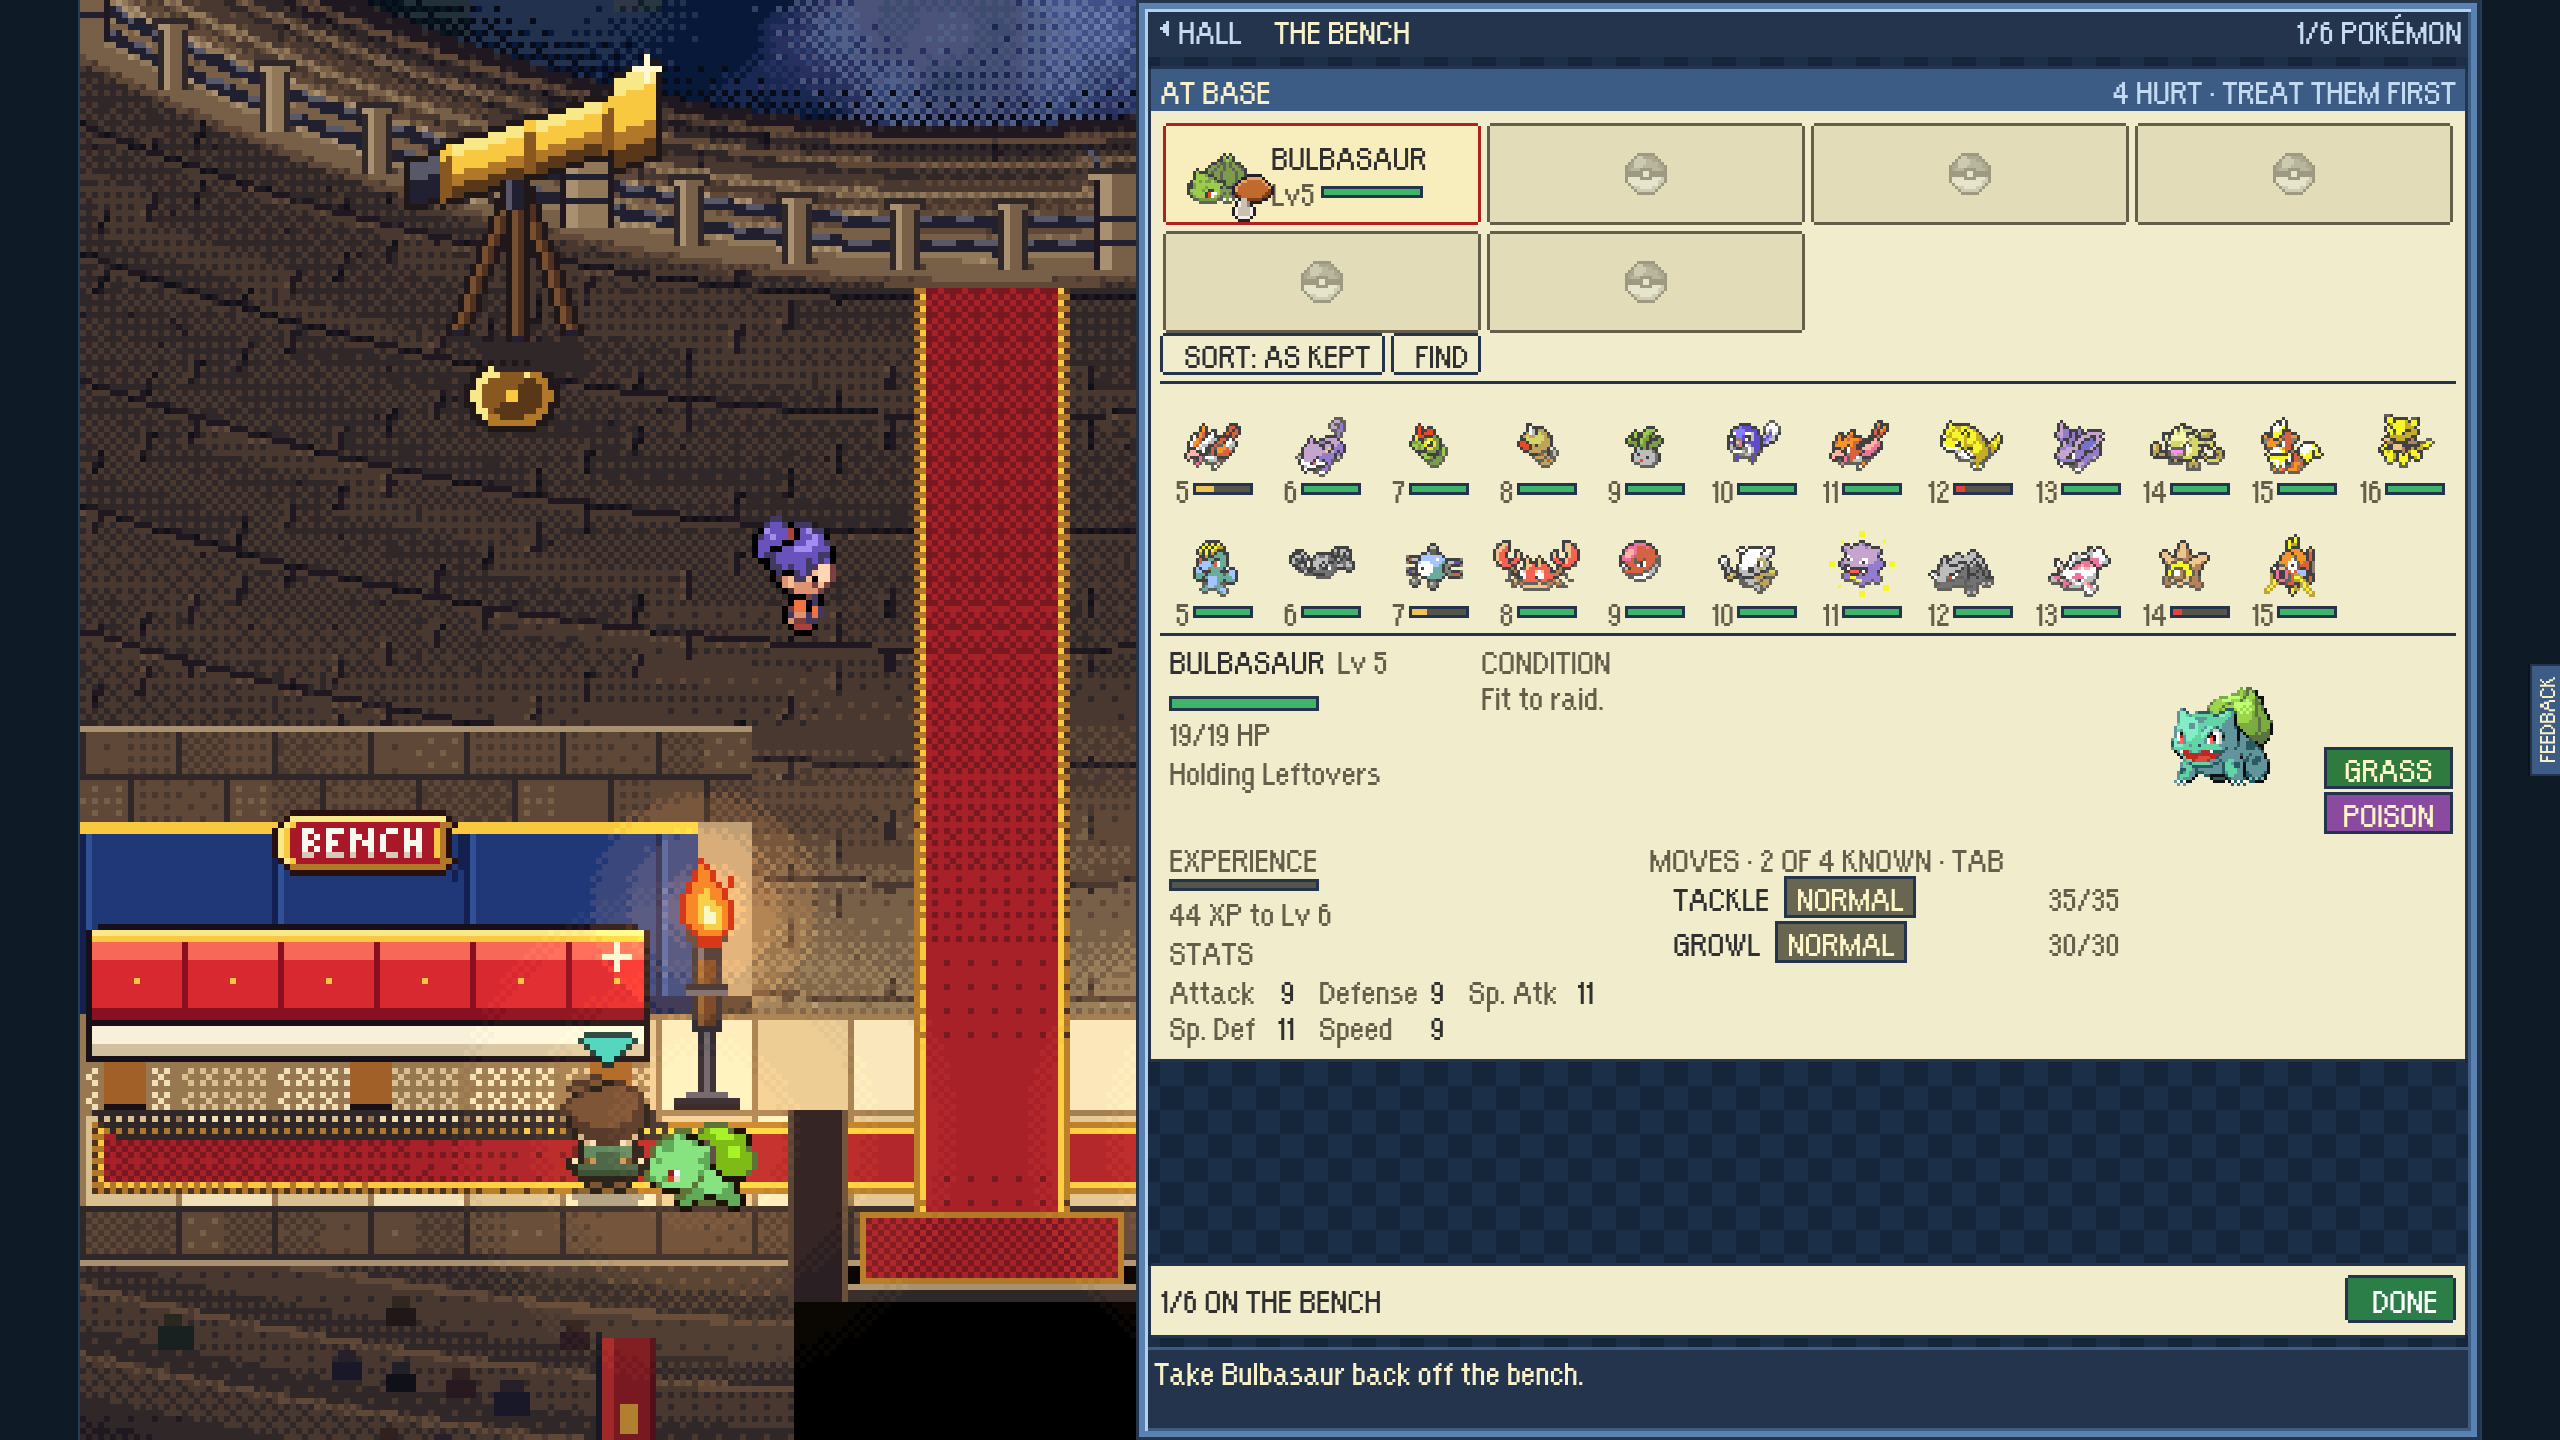 HALL THE BENCH 1/6 POKÉMON
AT BASE 4 HURT · TREAT THEM FIRST
BULBASAUR
Lv5
SORT: AS KEPT FIND
5 6 7 8 9 10 11 12 13 14 15 16
5 6 7 8 9 10 11 12 13 14 15
BULBASAUR Lv 5 CONDITION
Fit to raid.
19/19 HP
Holding Leftovers
GRASS
POISON
EXPERIENCE MOVES · 2 OF 4 KNOWN · TAB
TACKLE NORMAL 35/35
44 XP to Lv 6
GROWL NORMAL 30/30
STATS
Attack 9 Defense 9 Sp. Atk 11
Sp. Def 11 Speed 9
1/6 ON THE BENCH DONE
Take Bulbasaur back off the bench.
BENCH
FEEDBACK